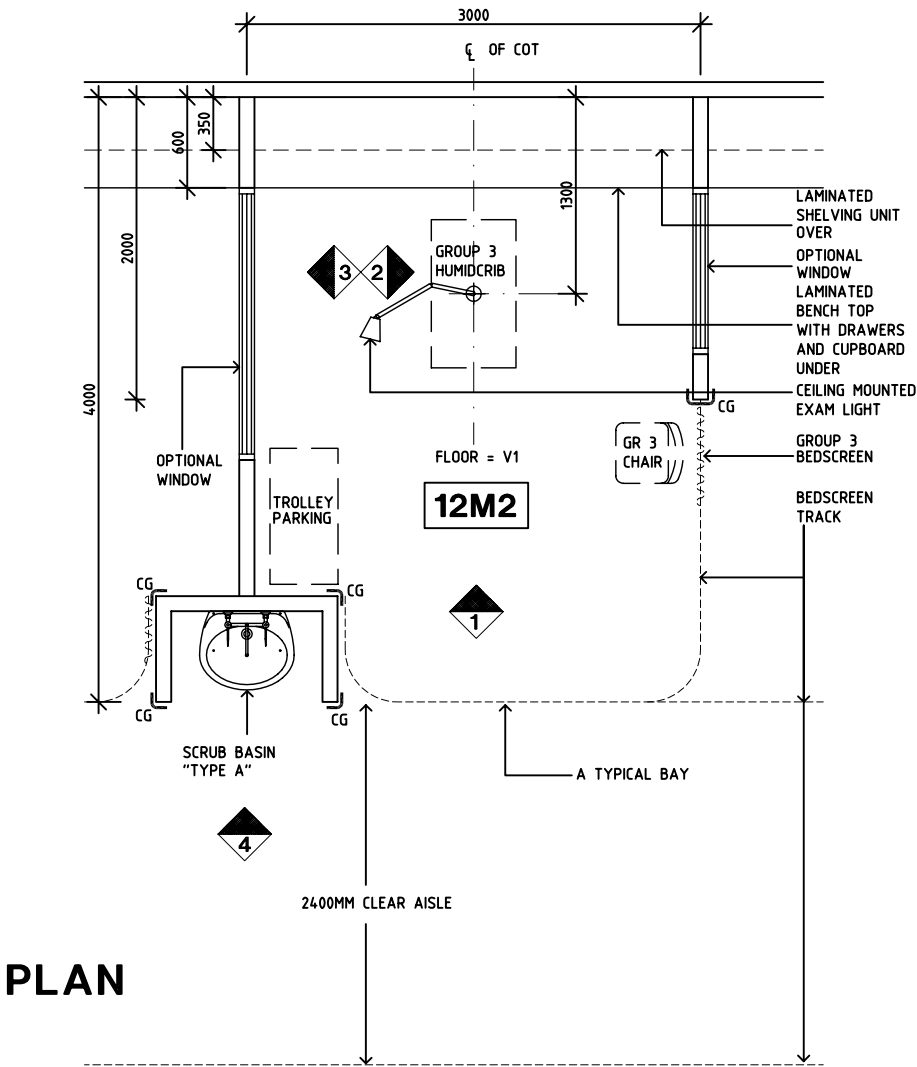 3000
℄ OF COT
350
600
1300
2000
4000
LAMINATED
SHELVING UNIT
OVER
OPTIONAL
WINDOW
LAMINATED
BENCH TOP
WITH DRAWERS
AND CUPBOARD
UNDER
CEILING MOUNTED
EXAM LIGHT
GROUP 3
HUMIDCRIB
3
2
CG
GROUP 3
BEDSCREEN
GR 3
CHAIR
OPTIONAL
WINDOW
FLOOR = V1
12M2
BEDSCREEN
TRACK
TROLLEY
PARKING
CG
CG
1
CG
CG
SCRUB BASIN
"TYPE A"
A TYPICAL BAY
4
2400MM CLEAR AISLE
PLAN